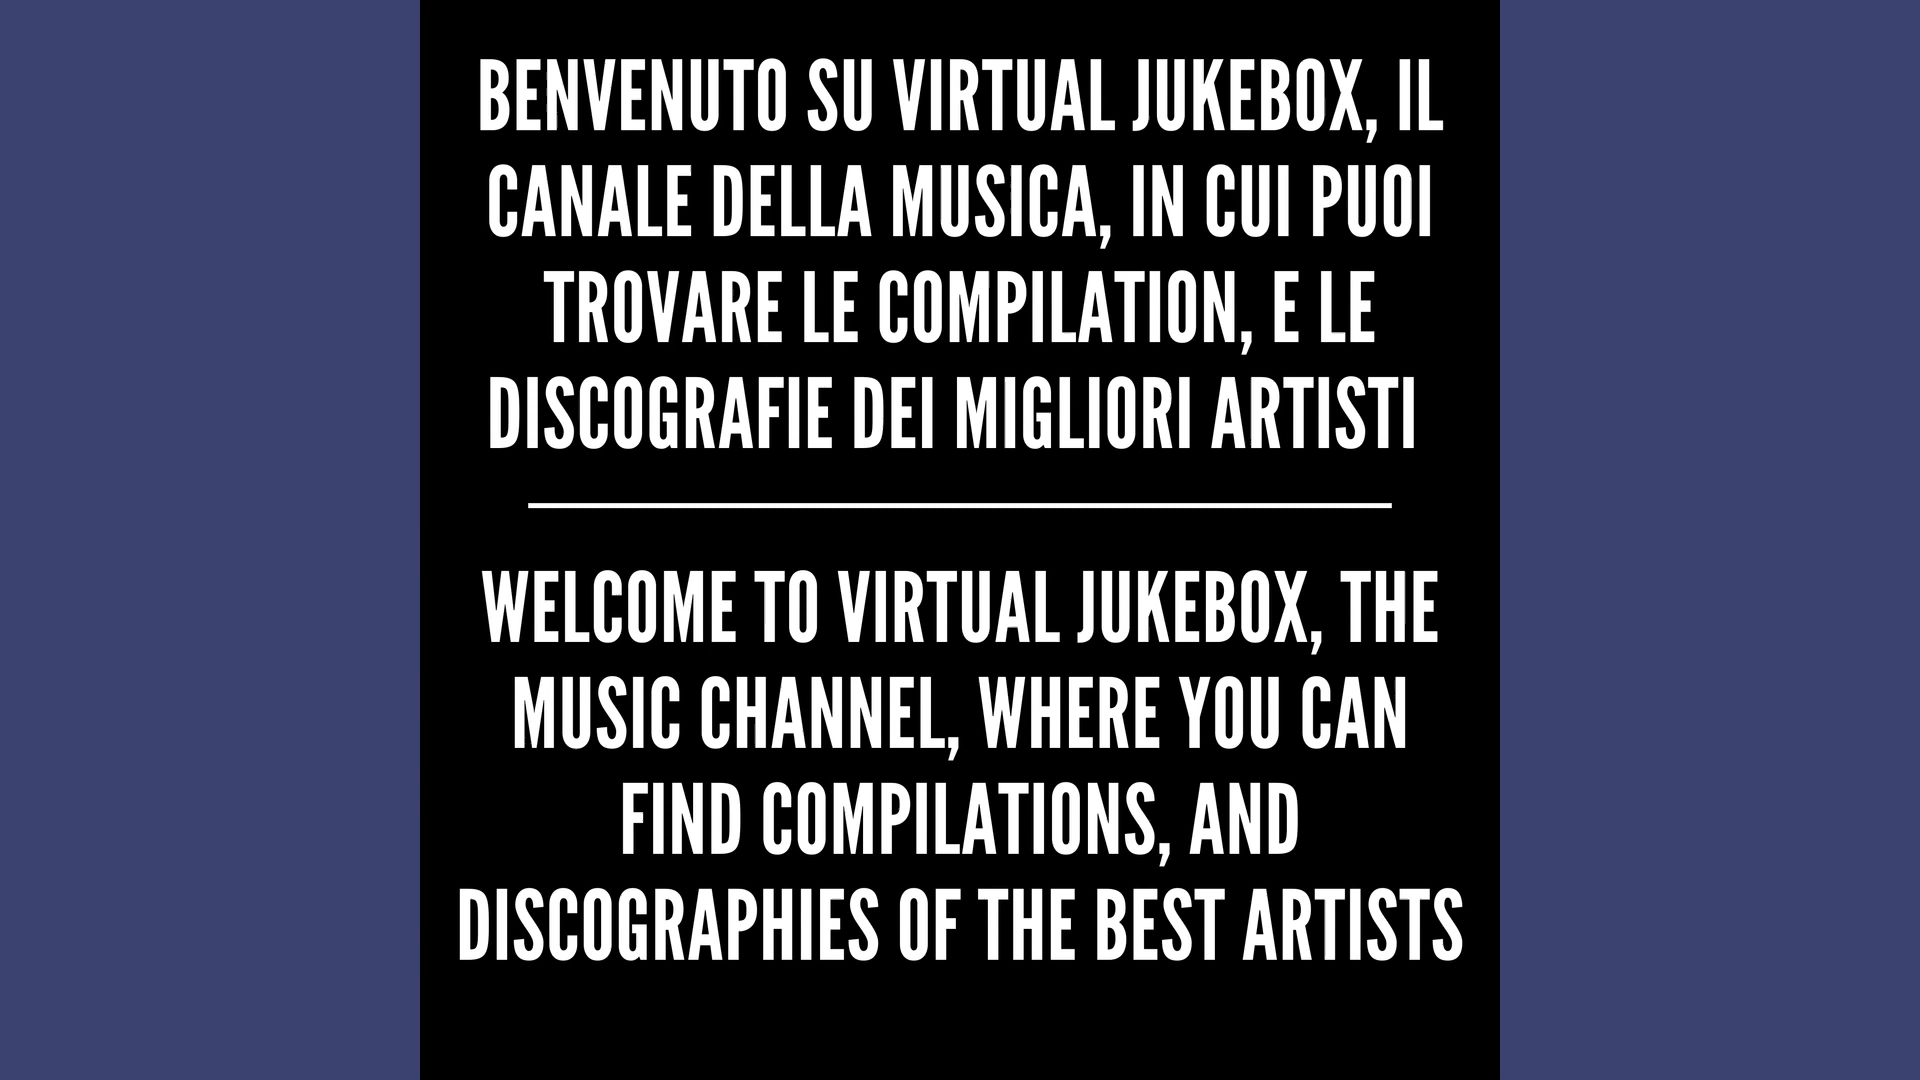 BENVENUTO SU VIRTUAL JUKEBOX, IL
CANALE DELLA MUSICA, IN CUI PUOI
TROVARE LE COMPILATION, E LE
DISCOGRAFIE DEI MIGLIORI ARTISTI
WELCOME TO VIRTUAL JUKEBOX, THE
MUSIC CHANNEL, WHERE YOU CAN
FIND COMPILATIONS, AND
DISCOGRAPHIES OF THE BEST ARTISTS